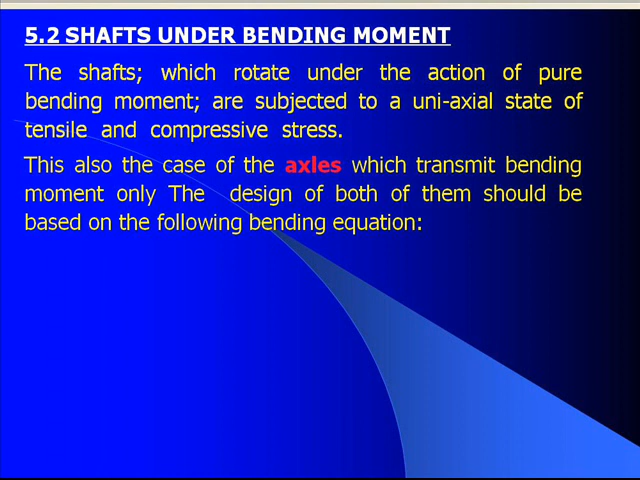 5.2 SHAFTS UNDER BENDING MOMENT
The shafts; which rotate under the action of pure
bending moment; are subjected to a uni-axial state of
tensile and compressive stress.
This also the case of the axles which transmit bending
moment only The design of both of them should be
based on the following bending equation: